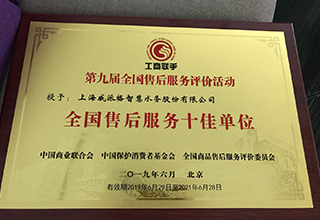 工商联手
第九届全国售后服务评价活动
授予：上海威派格智慧水务股份有限公司
全国售后服务十佳单位
中国商业联合会 中国保护消费者基金会 全国商品售后服务评价委员会
二〇一九年六月 北京
有效期2019年6月29日至2021年6月28日